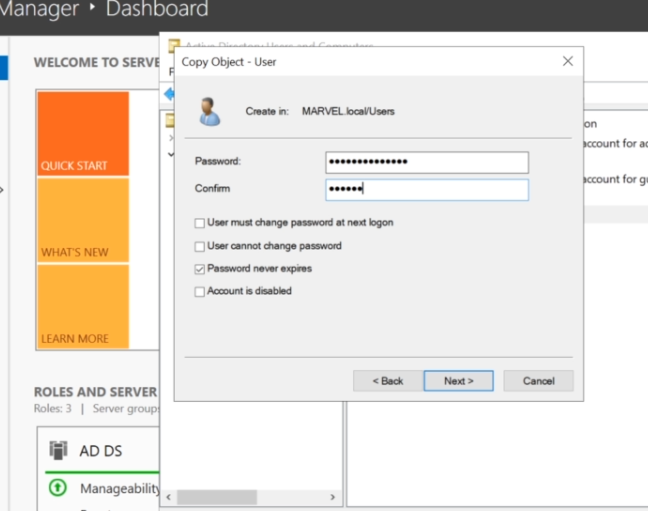 Manager ‣ Dashboard
WELCOME TO SERVE
Active Directory Users and Computers
F
Copy Object - User
Create in: MARVEL.local/Users
Password: ••••••••••••••
Confirm ••••••
User must change password at next logon
User cannot change password
Password never expires
Account is disabled
< Back
Next >
Cancel
QUICK START
WHAT'S NEW
LEARN MORE
on
account for ad
account for gu
ROLES AND SERVER
Roles: 3 | Server groups
AD DS
Manageability